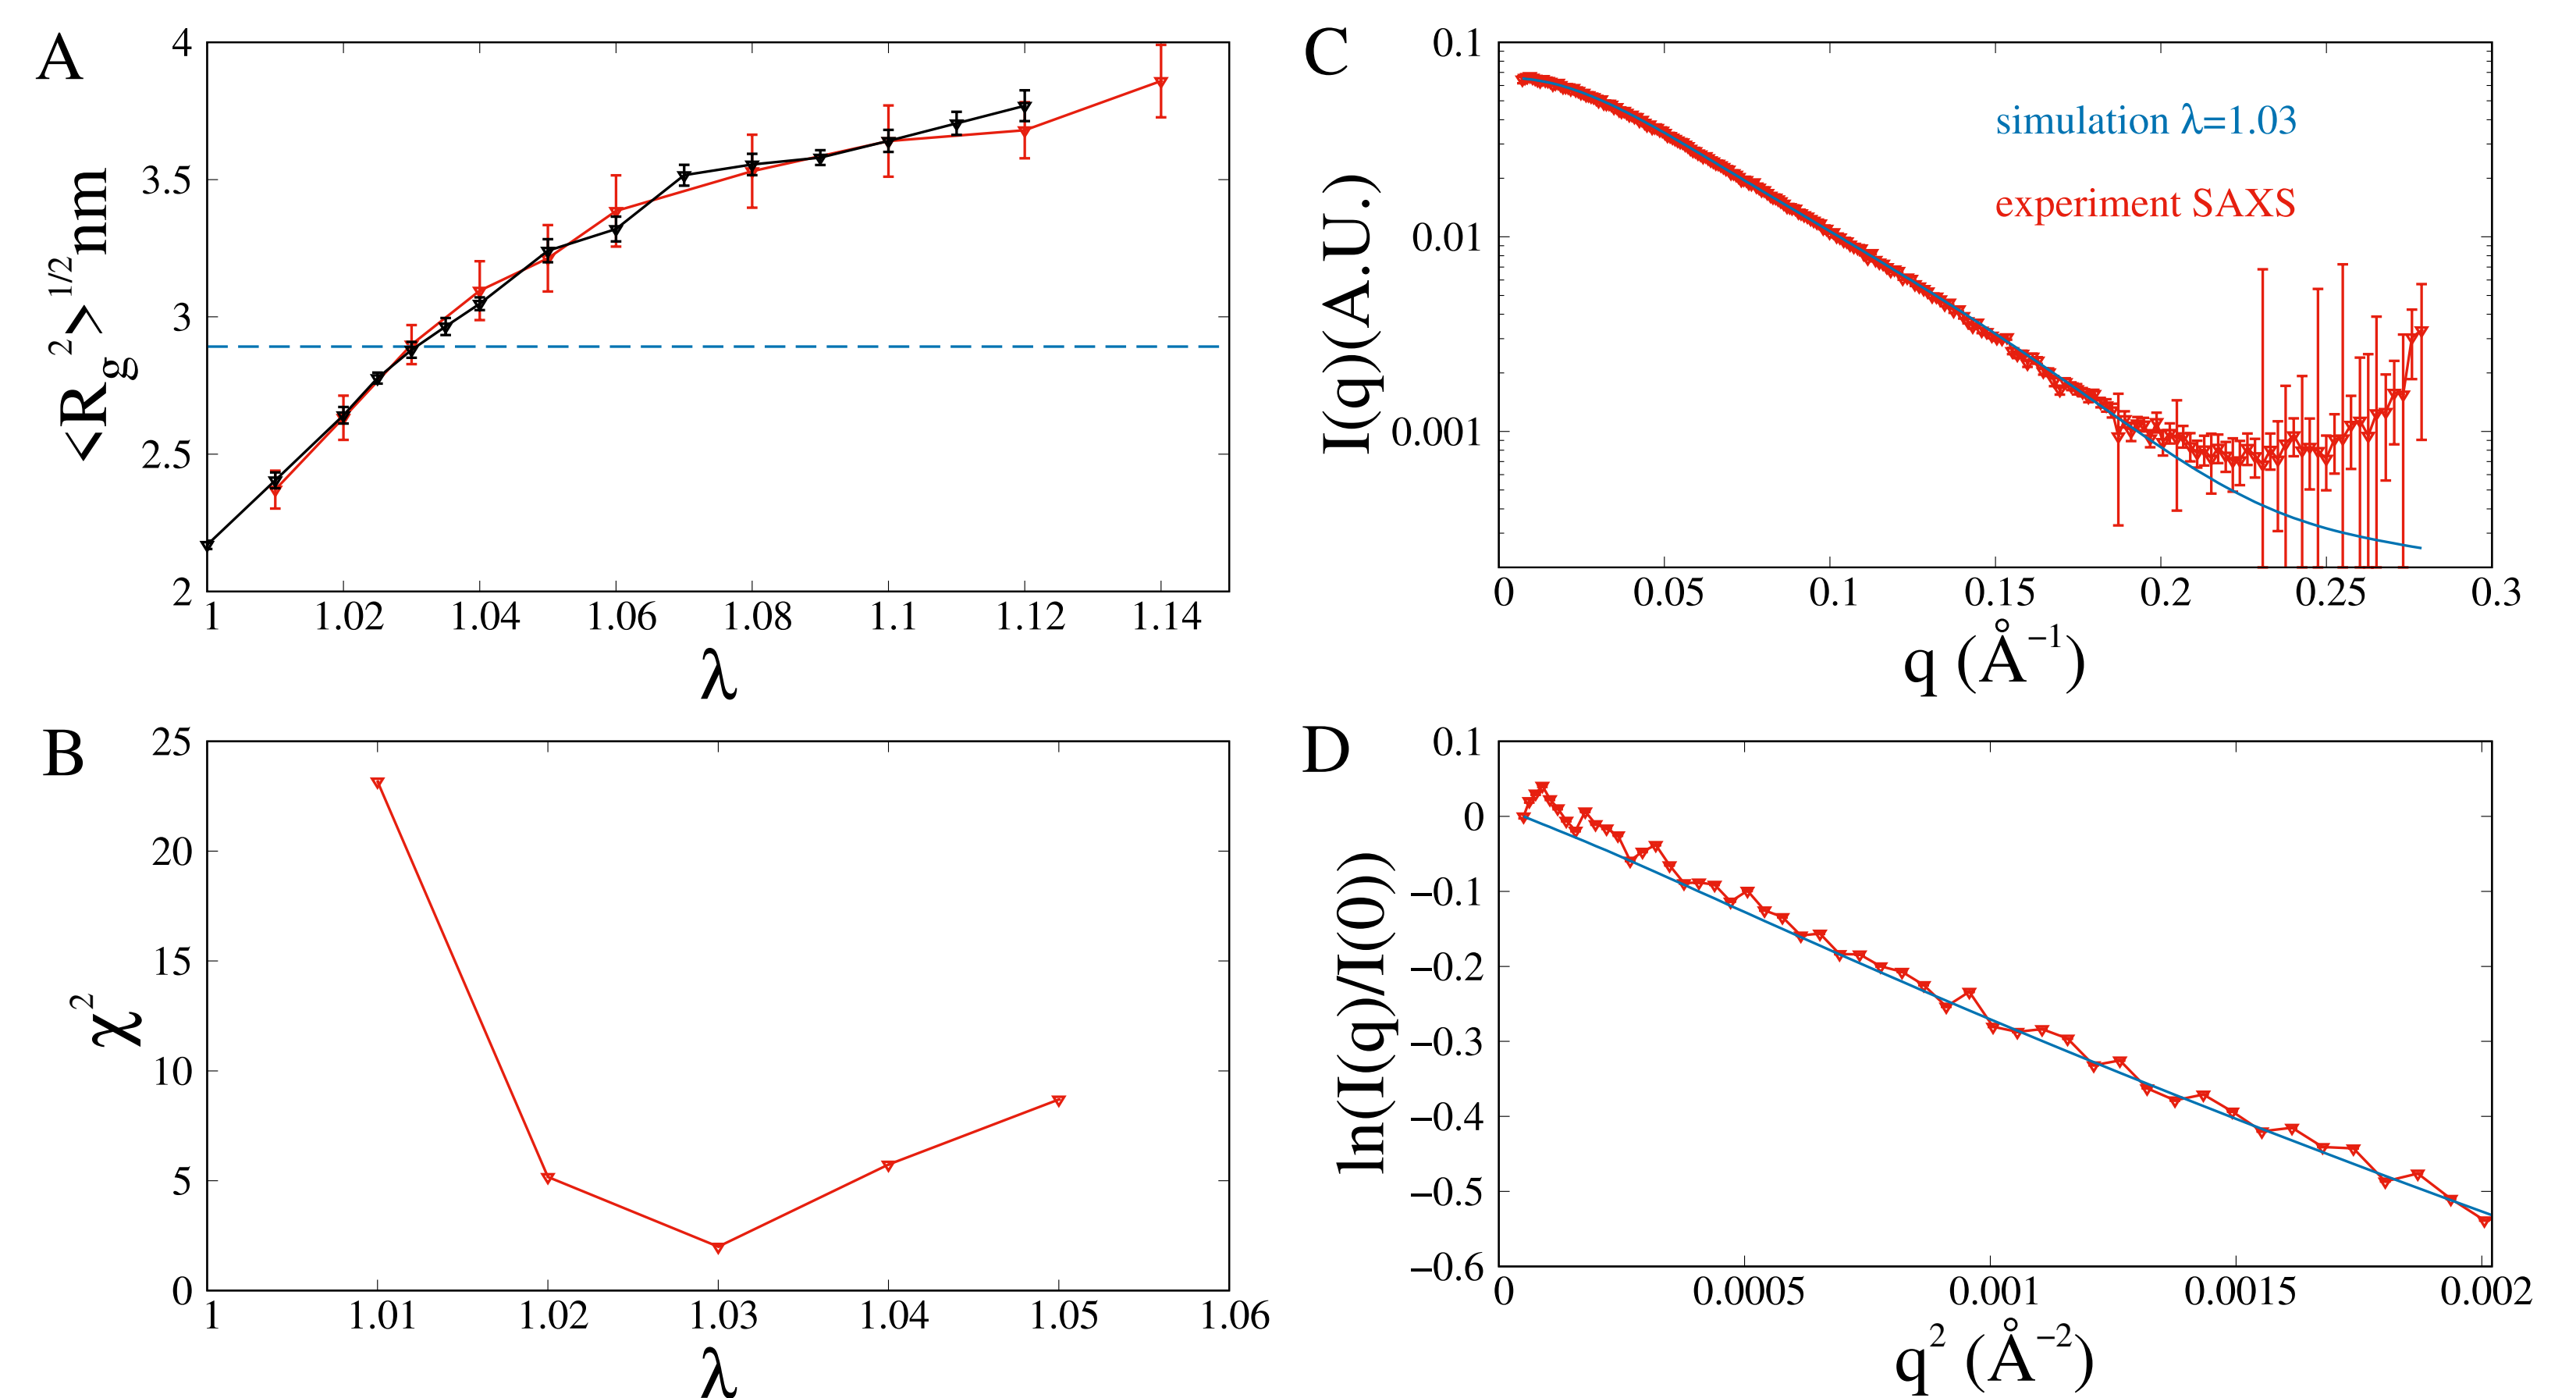 A
4
3.5
3
2.5
2
<R_g^2>^1/2 nm
1 1.02 1.04 1.06 1.08 1.1 1.12 1.14
λ
B
25
20
15
10
5
0
χ^2
1 1.01 1.02 1.03 1.04 1.05 1.06
λ
C
0.1
0.01
0.001
I(q)(A.U.)
simulation λ=1.03
experiment SAXS
0 0.05 0.1 0.15 0.2 0.25 0.3
q (Å^−1)
D
0.1
0
−0.1
−0.2
−0.3
−0.4
−0.5
−0.6
ln(I(q)/I(0))
0 0.0005 0.001 0.0015 0.002
q^2 (Å^−2)